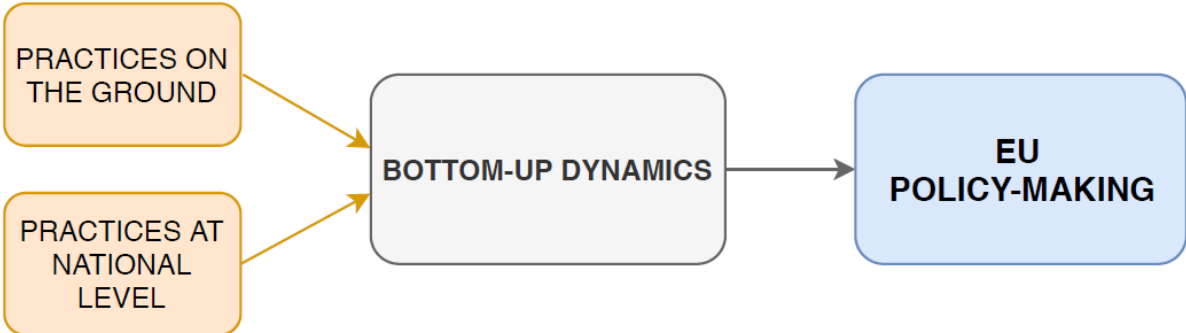 PRACTICES ON
THE GROUND
PRACTICES AT
NATIONAL
LEVEL
BOTTOM-UP DYNAMICS
EU
POLICY-MAKING